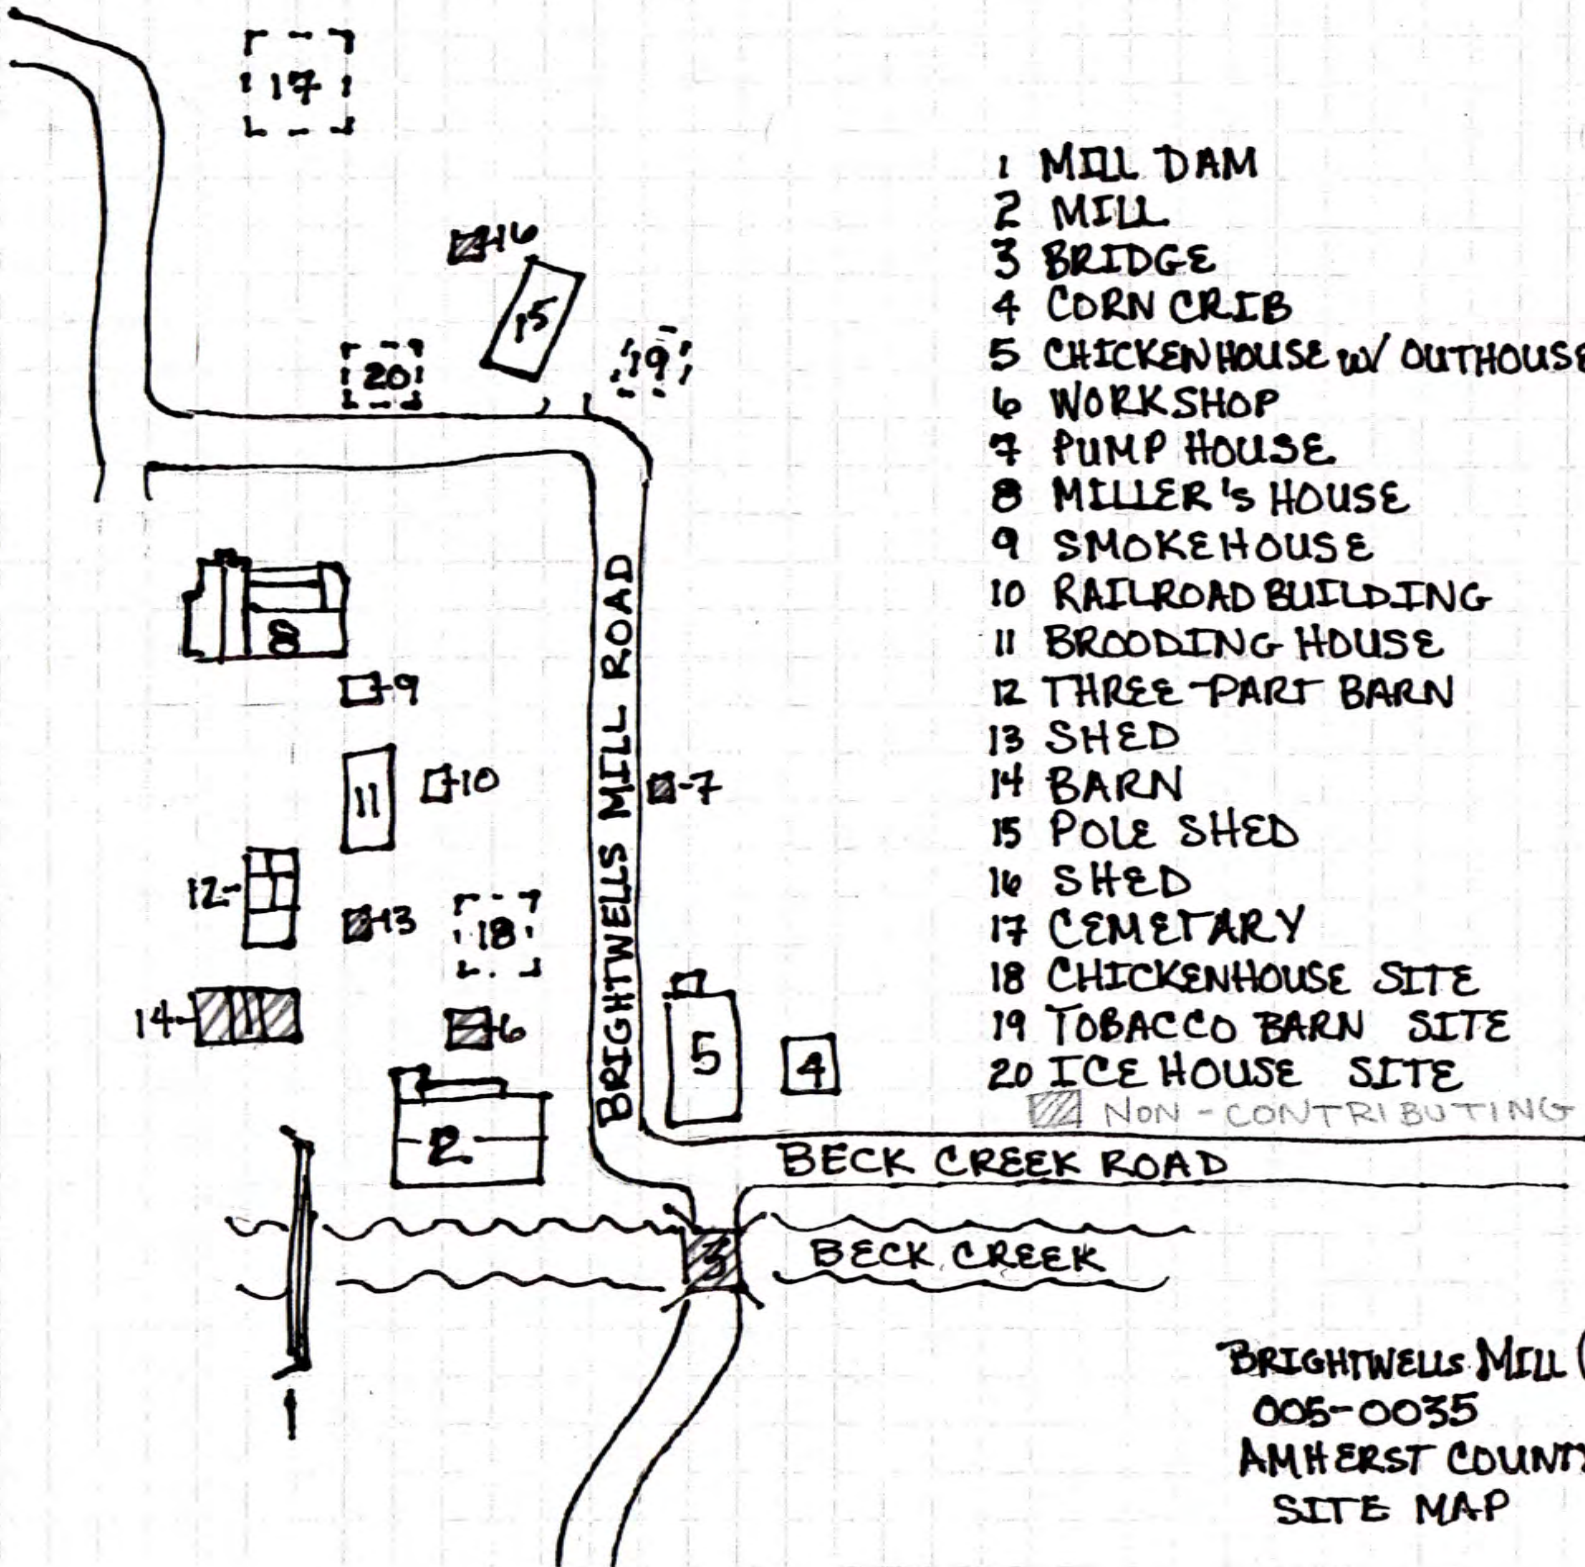 17
16
15
19
20
8
9
11
10
7
12
13
18
14
6
5
4
2
3
1
BRIGHTWELLS MILL ROAD
BECK CREEK ROAD
BECK CREEK
1 MILL DAM
2 MILL
3 BRIDGE
4 CORN CRIB
5 CHICKENHOUSE W/ OUTHOUSE
6 WORKSHOP
7 PUMP HOUSE
8 MILLER'S HOUSE
9 SMOKEHOUSE
10 RAILROAD BUILDING
11 BROODING HOUSE
12 THREE-PART BARN
13 SHED
14 BARN
15 POLE SHED
16 SHED
17 CEMETARY
18 CHICKENHOUSE SITE
19 TOBACCO BARN SITE
20 ICE HOUSE SITE
NON-CONTRIBUTING
BRIGHTWELLS MILL (
005-0035
AMHERST COUNTY
SITE MAP